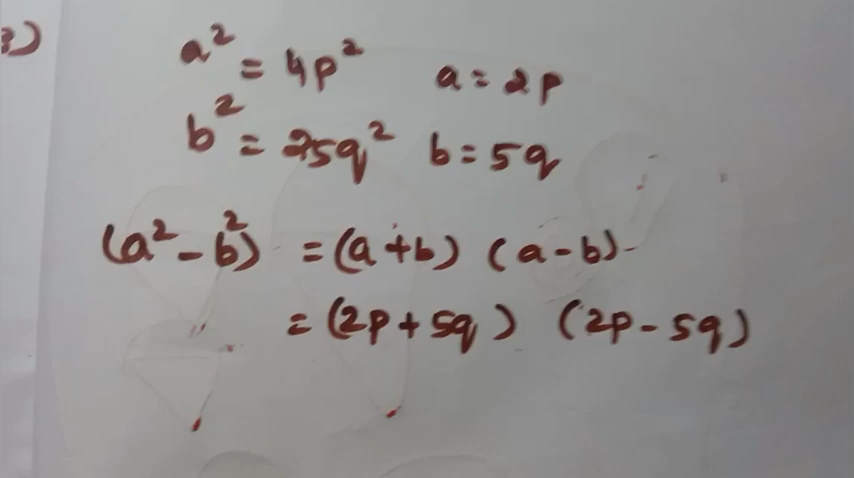 3)
a² = 4p² a = 2p
b² = 25q² b = 5q
(a² - b²) = (a + b) (a - b)
= (2p + 5q) (2p - 5q)